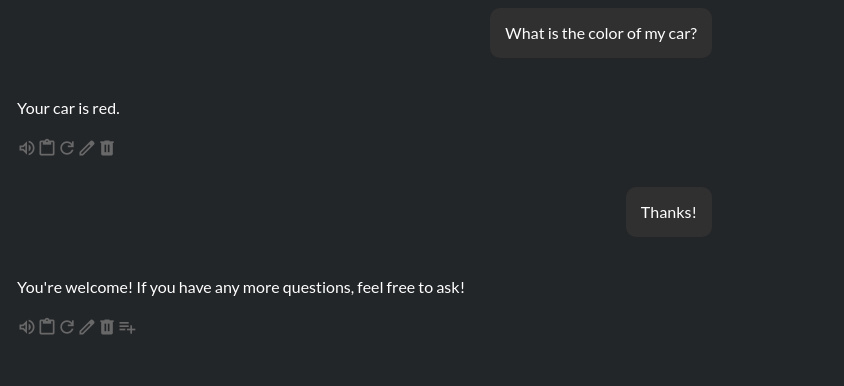 What is the color of my car?
Your car is red.
Thanks!
You're welcome! If you have any more questions, feel free to ask!